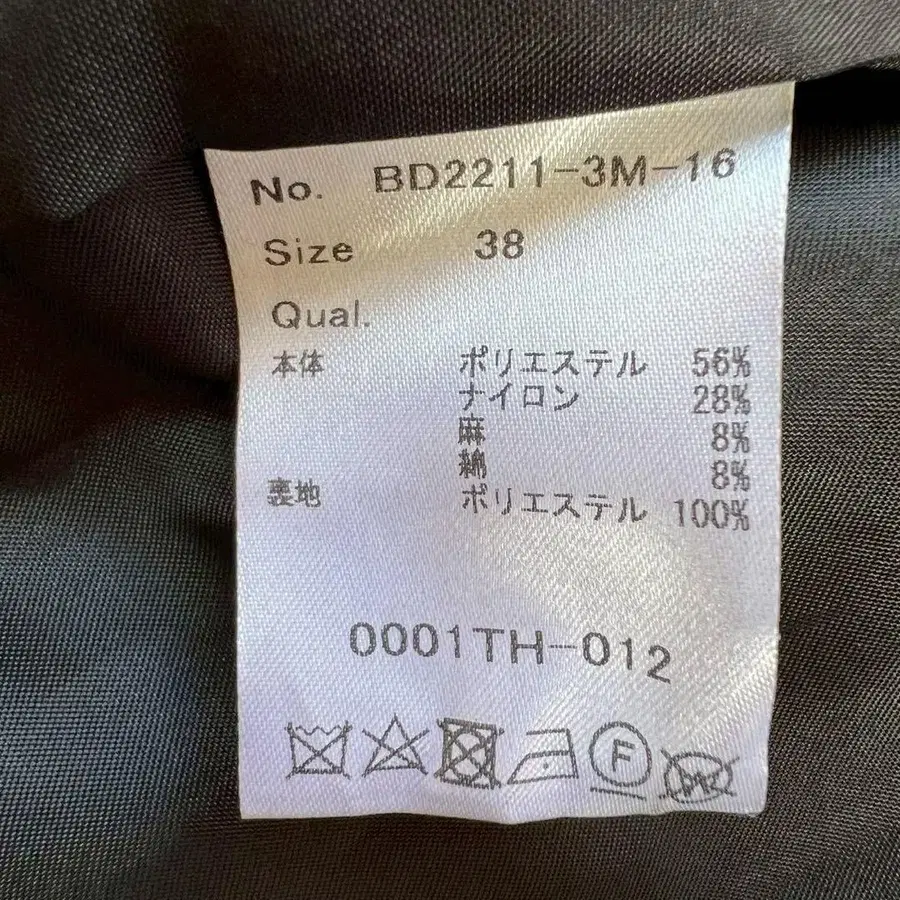 No. BD2211-3M-16
Size 38
Qual.
本体 ポリエステル 56%
ナイロン 28%
麻 8%
綿 8%
裏地 ポリエステル 100%
0001TH-012
F
W